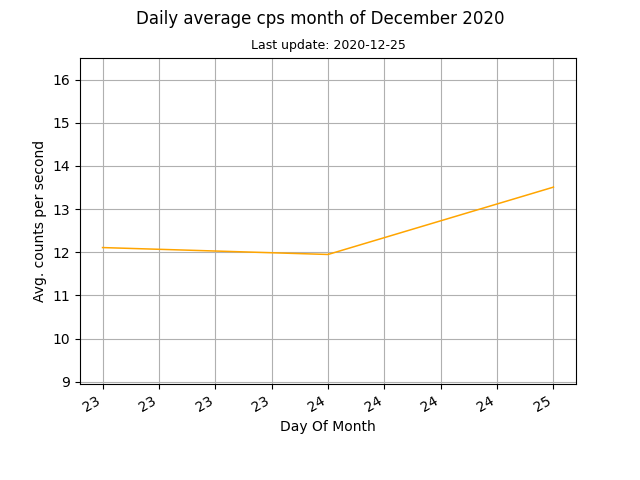 Daily average cps month of December 2020
Last update: 2020-12-25
16
15
14
13
12
11
10
9
Avg. counts per second
23 23 23 23 24 24 24 24 25
Day Of Month